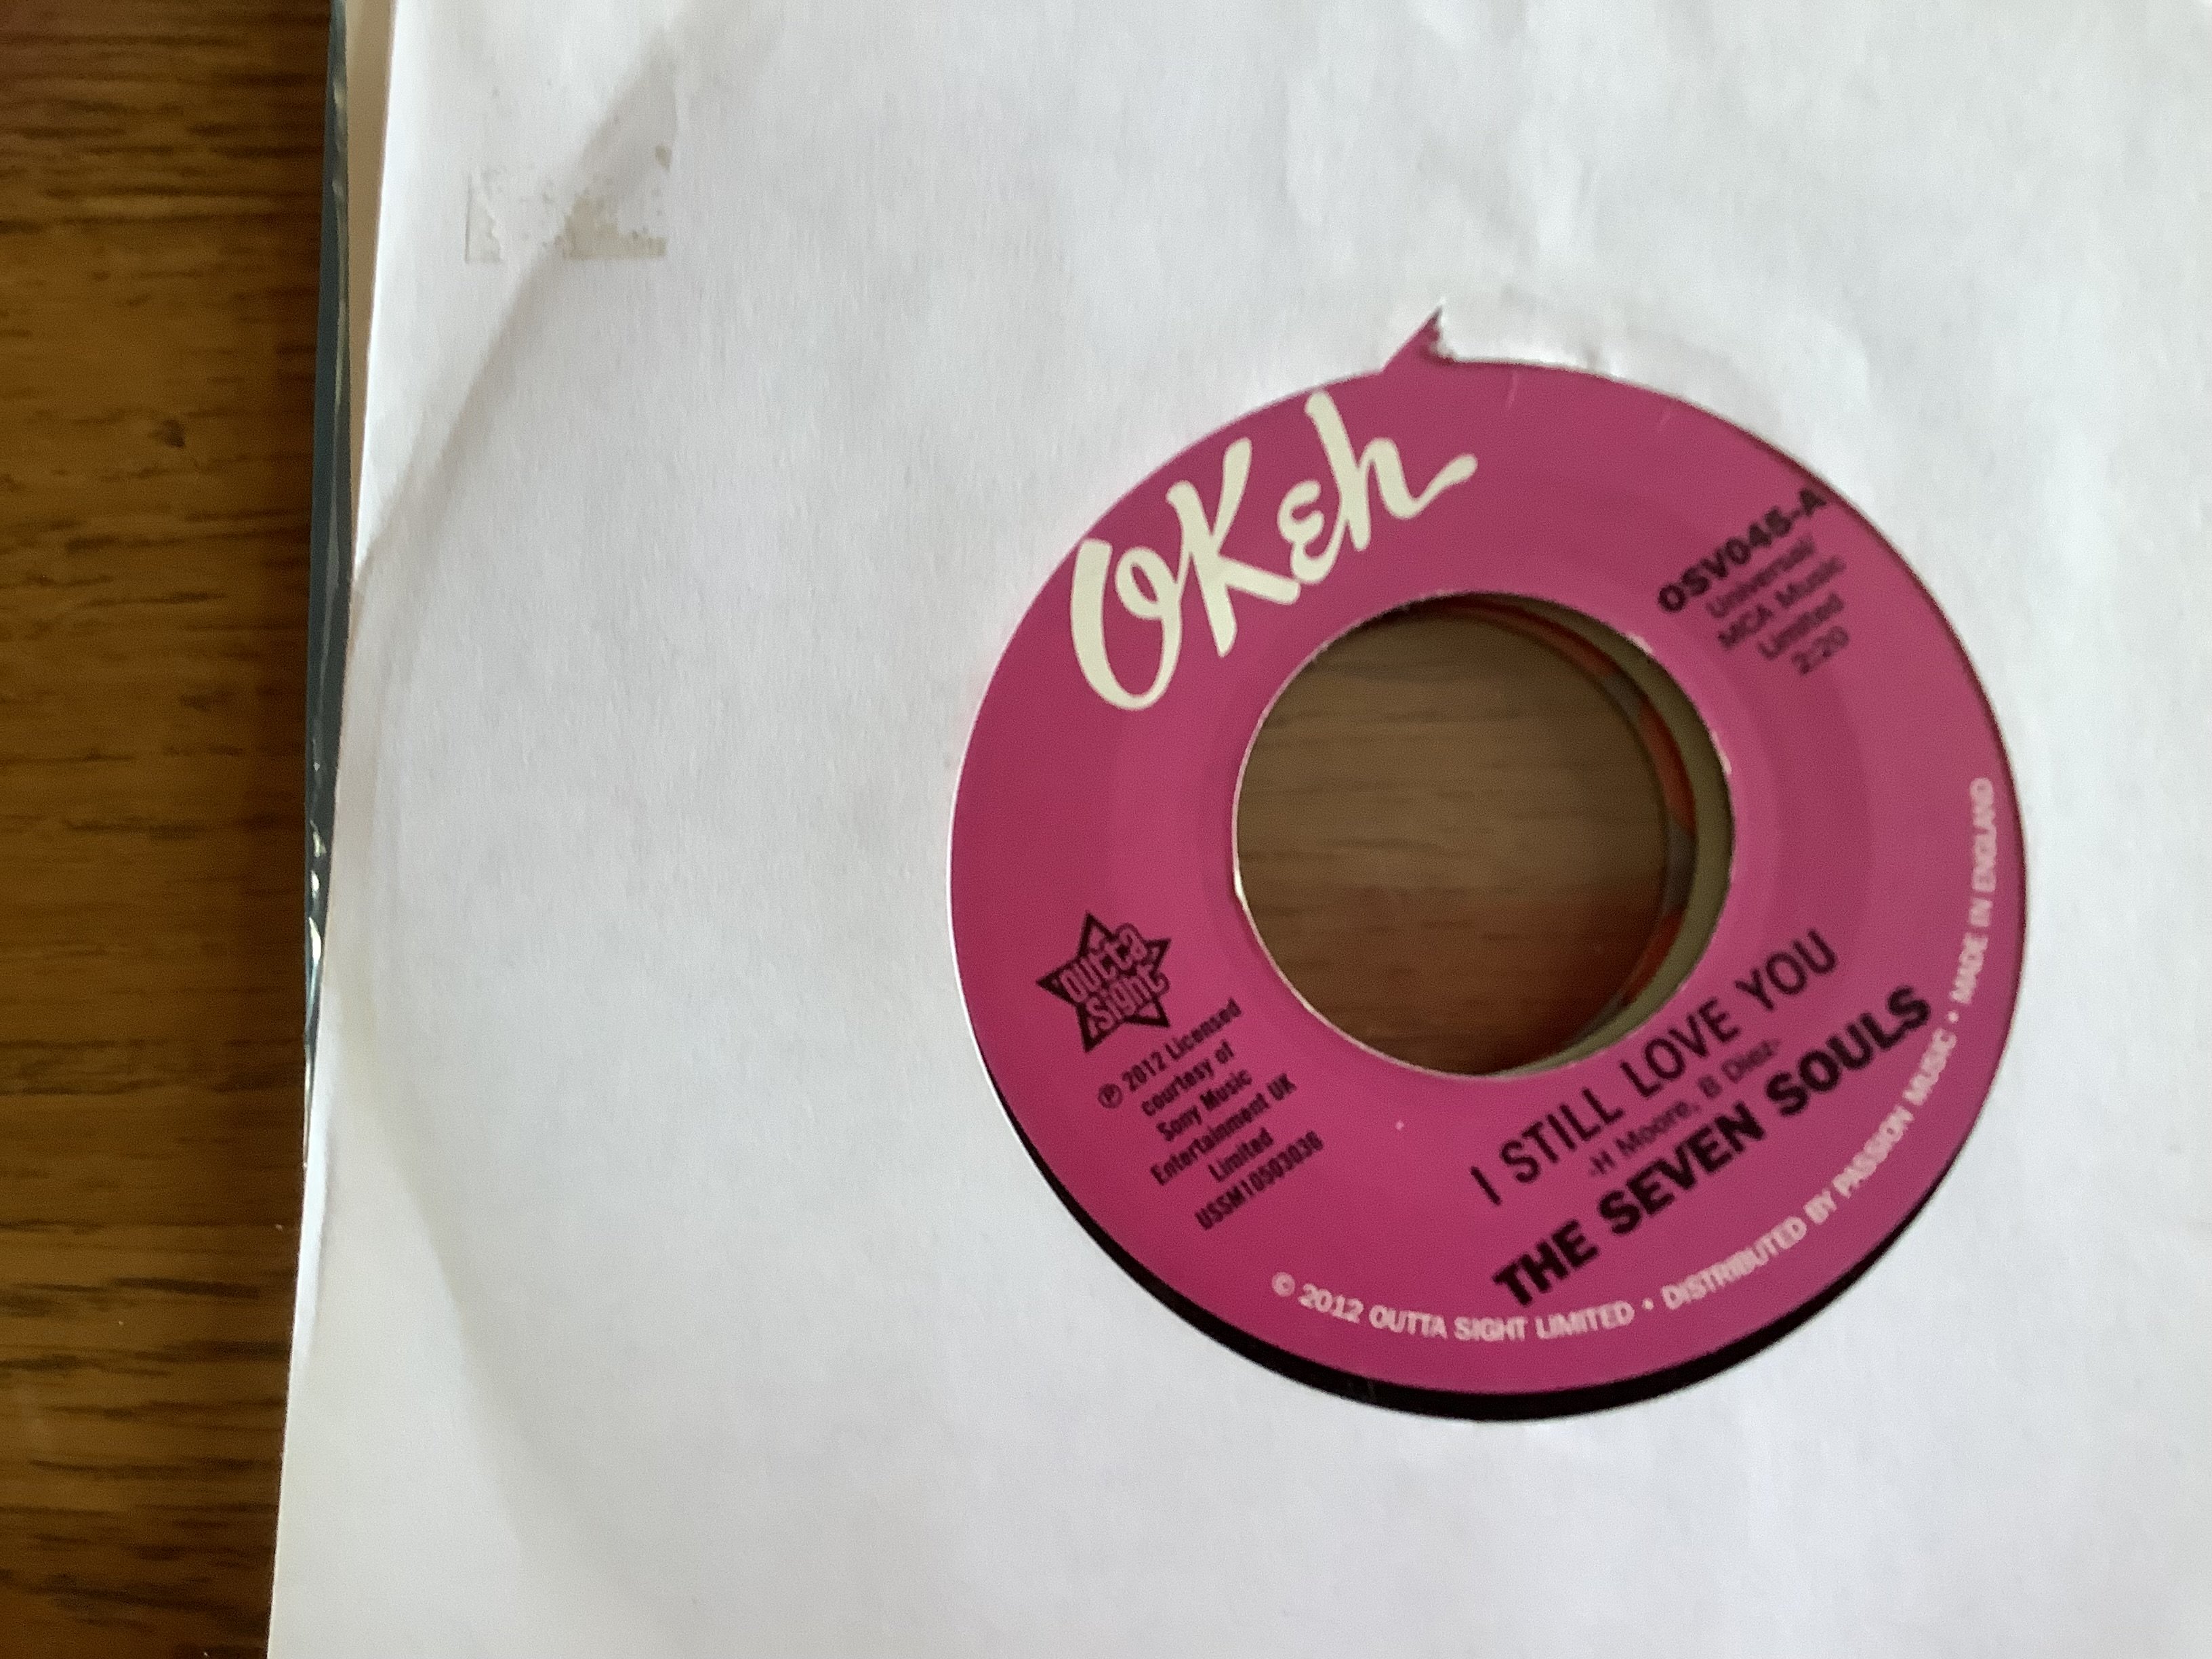 OKeh
OSV045-A
Universal/
MCA Music
Limited
2:20
outta
Sight
℗ 2012 Licensed
courtesy of
Sony Music
Entertainment UK
Limited
USSM10503036
I STILL LOVE YOU
-H Moore, B Diez-
THE SEVEN SOULS
© 2012 OUTTA SIGHT LIMITED • DISTRIBUTED BY PASSION MUSIC • MADE IN ENGLAND